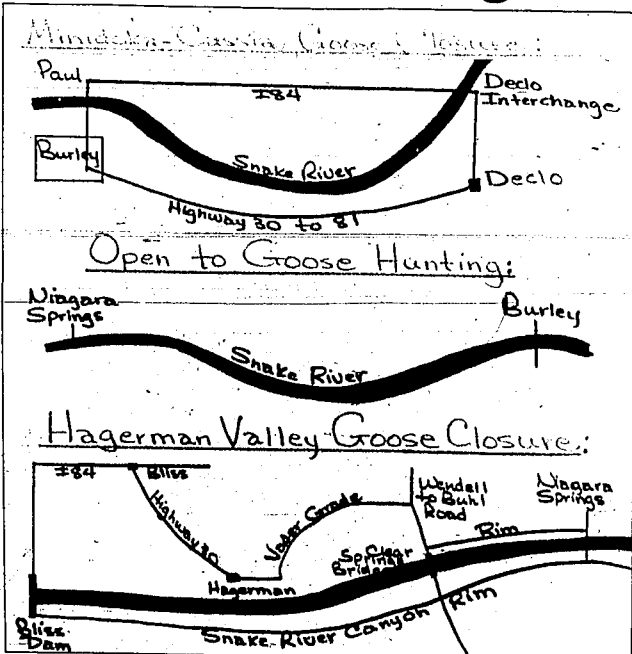 Minidoka-Cassia Goose Closure:
Paul
I84
Declo
Interchange
Burley
Snake River
Declo
Highway 30 to 81
Open to Goose Hunting:
Niagara
Springs
Burley
Snake River
Hagerman Valley Goose Closure:
I84
Bliss
Wendell
to Buhl
Road
Niagara
Springs
Highway 30
Vader Grade
Rim
Clear
Springs
Bridge
Hagerman
Bliss
Dam
Snake River Canyon Rim